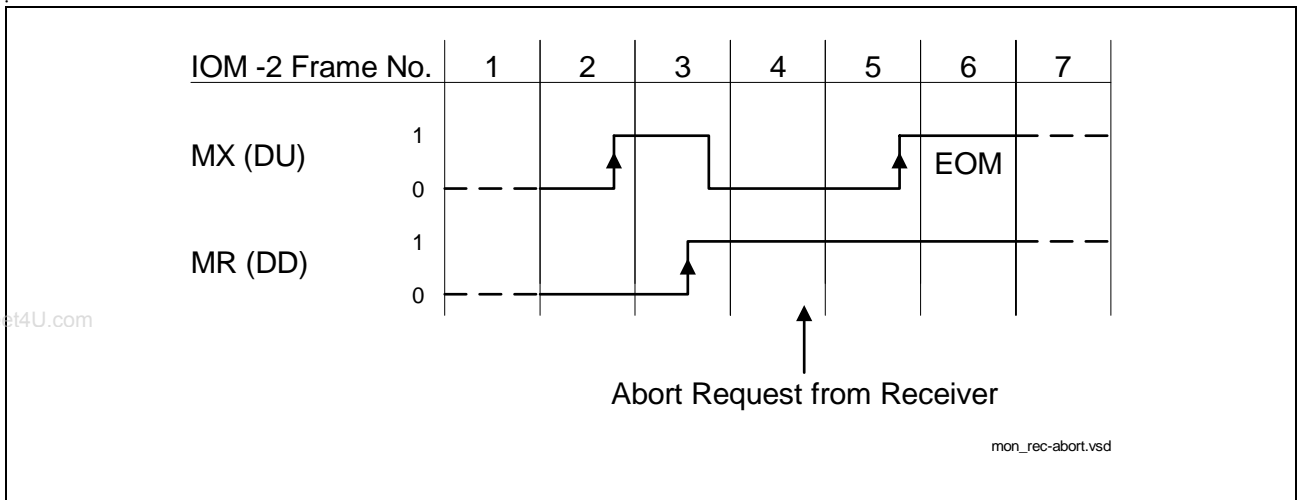 IOM -2 Frame No. 1 2 3 4 5 6 7
1
MX (DU)
EOM
0
1
MR (DD)
0
et4U.com
Abort Request from Receiver
mon_rec-abort.vsd